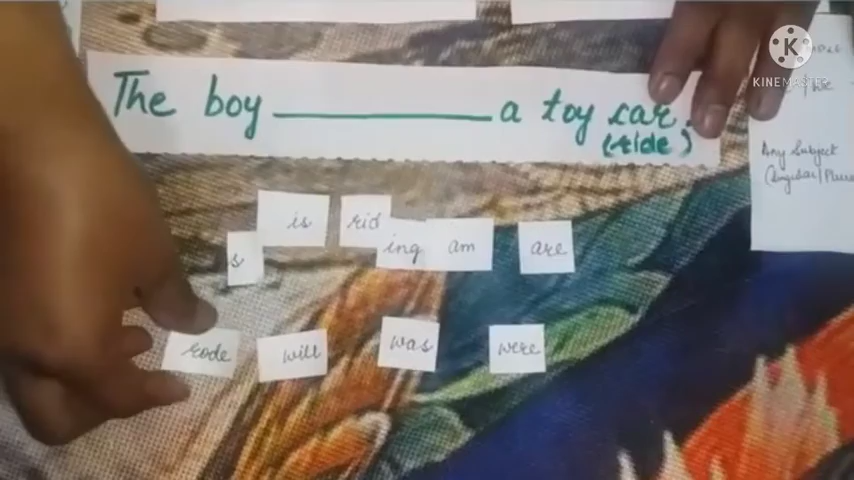 The boy ________ a toy car.
(ride)
is rid
s ing am are
rode will was were
Any Subject
(Singular/Plura
KINEMASTER